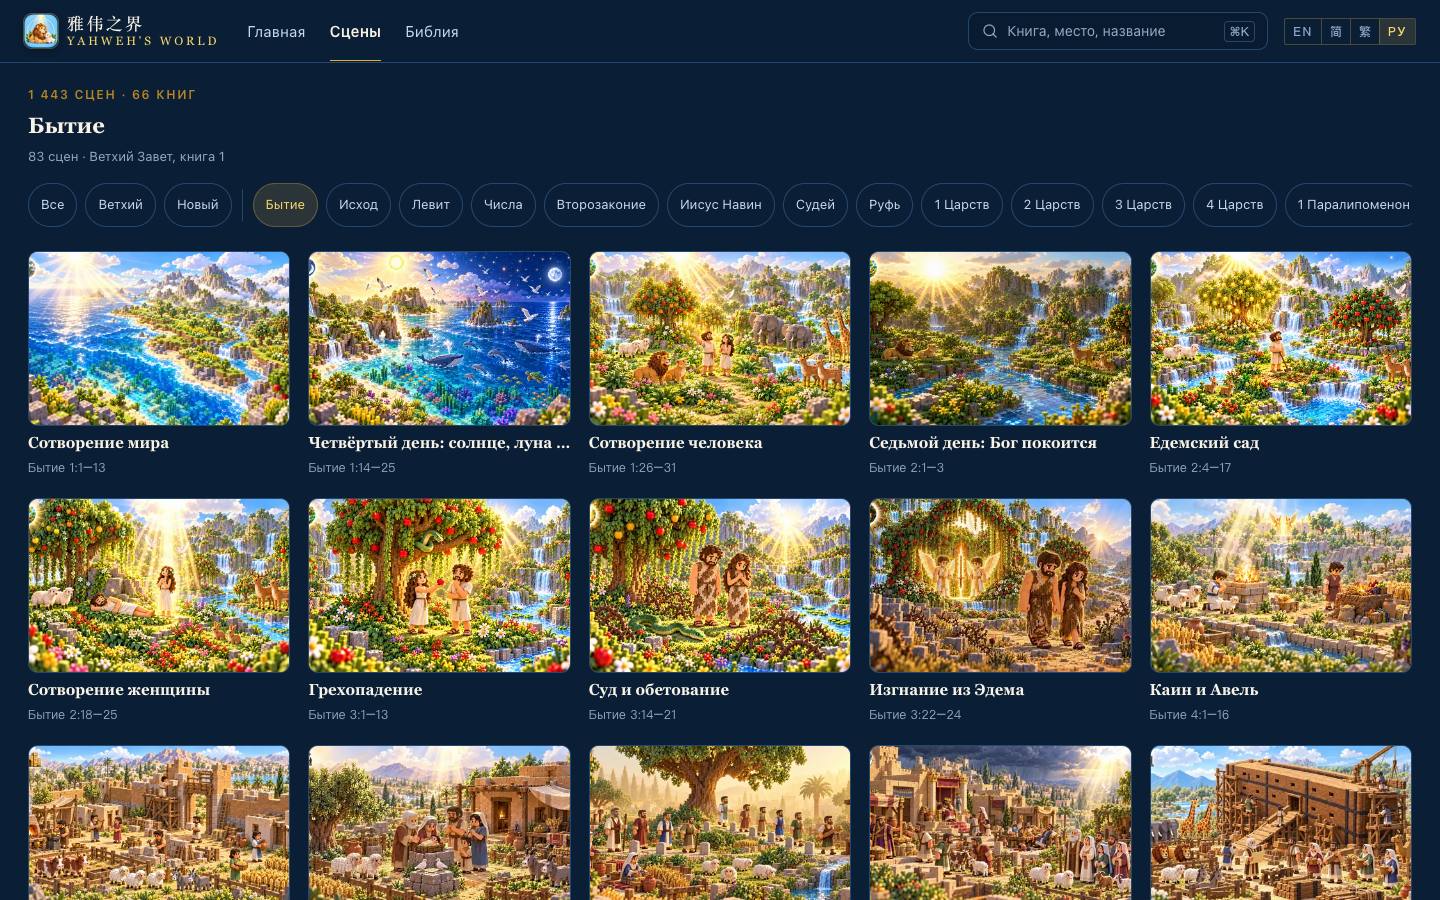 雅伟之界
YAHWEH'S WORLD
Главная
Сцены
Библия
Книга, место, название
⌘K
EN
简
繁
РУ
1 443 СЦЕН · 66 КНИГ
Бытие
83 сцен · Ветхий Завет, книга 1
Все
Ветхий
Новый
Бытие
Исход
Левит
Числа
Второзаконие
Иисус Навин
Судей
Руфь
1 Царств
2 Царств
3 Царств
4 Царств
1 Паралипоменон
Сотворение мира
Бытие 1:1—13
Четвёртый день: солнце, луна ...
Бытие 1:14—25
Сотворение человека
Бытие 1:26—31
Седьмой день: Бог покоится
Бытие 2:1—3
Едемский сад
Бытие 2:4—17
Сотворение женщины
Бытие 2:18—25
Грехопадение
Бытие 3:1—13
Суд и обетование
Бытие 3:14—21
Изгнание из Эдема
Бытие 3:22—24
Каин и Авель
Бытие 4:1—16